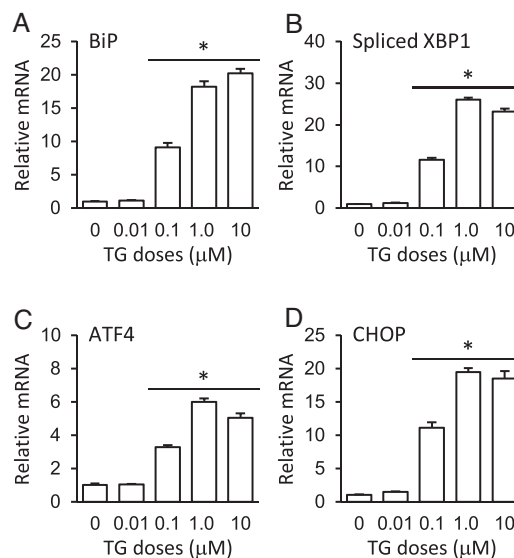 A
BiP
*
Relative mRNA
25
20
15
10
5
0
0 0.01 0.1 1.0 10
TG doses (μM)
B
Spliced XBP1
*
Relative mRNA
40
30
20
10
0
0 0.01 0.1 1.0 10
TG doses (μM)
C
ATF4
*
Relative mRNA
8
6
4
2
0
0 0.01 0.1 1.0 10
TG doses (μM)
D
CHOP
*
Relative mRNA
25
20
15
10
5
0
0 0.01 0.1 1.0 10
TG doses (μM)